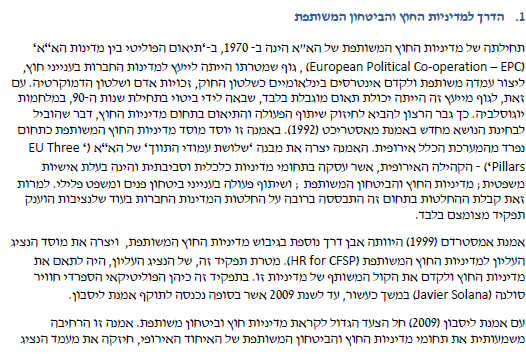 1. הדרך למדיניות החוץ והביטחון המשותפת
תחילתה של מדיניות החוץ המשותפת של הא"א הינה ב- 1970, ב-'תיאום הפוליטי בין מדינות הא"א'
(European Political Co-operation – EPC) , גוף שמטרתו הייתה לייעץ למדינות החברות בענייני חוץ,
ליצור עמדה משותפת ולקדם אינטרסים בינלאומיים כשלטון החוק, זכויות אדם ושלטון הדמוקרטיה. עם
זאת, לגוף מייעץ זה הייתה יכולת תאום מוגבלת בלבד, שבאה לידי ביטוי בתחילת שנות ה-90, במלחמות
יוגוסלביה. כך גבר הרצון להביא לחיזוק שיתוף הפעולה והתיאום בתחום מדיניות החוץ, דבר שהוביל
לבחינת הנושא מחדש באמנת מאסטריכט (1992). באמנה זו יוסד מוסד מדיניות החוץ המשותפת כתחום
נפרד מהמערכת הכלל אירופית. האמנה יצרה את מבנה 'שלושת עמודי התווך' של הא"א ('EU Three
Pillars') - הקהילה האירופית, אשר עסקה בתחומי מדיניות כלכלית וסביבתית והינה בעלת אישיות
משפטית ; מדיניות החוץ והביטחון המשותפת ; ושיתוף פעולה בענייני ביטחון פנים ומשפט פלילי. למרות
זאת קבלת ההחלטות בתחום זה התבססה ברובה על החלטות המדינות החברות בעוד שלנציבות הוענק
תפקיד מצומצם בלבד.
אמנת אמסטרדם (1999) היוותה אבן דרך נוספת בגיבוש מדיניות החוץ המשותפת, ויצרה את מוסד הנציג
העליון למדיניות החוץ המשותפת (HR for CFSP). מטרת תפקיד זה, של הנציג העליון, היה לתאם את
מדיניות החוץ ולקדם את הקול המשותף של מדיניות זו. בתפקיד זה כיהן הפוליטיקאי הספרדי חוויר
סולנה (Javier Solana) במשך כעשור, עד לשנת 2009 אשר בסופה נכנסה לתוקף אמנת ליסבון.
עם אמנת ליסבון (2009) חל הצעד הגדול לקראת מדיניות חוץ וביטחון משותפת. אמנה זו הרחיבה
משמעותית את תחומי מדיניות החוץ והביטחון המשותפת של האיחוד האירופי, חיזקה את מעמד הנציג